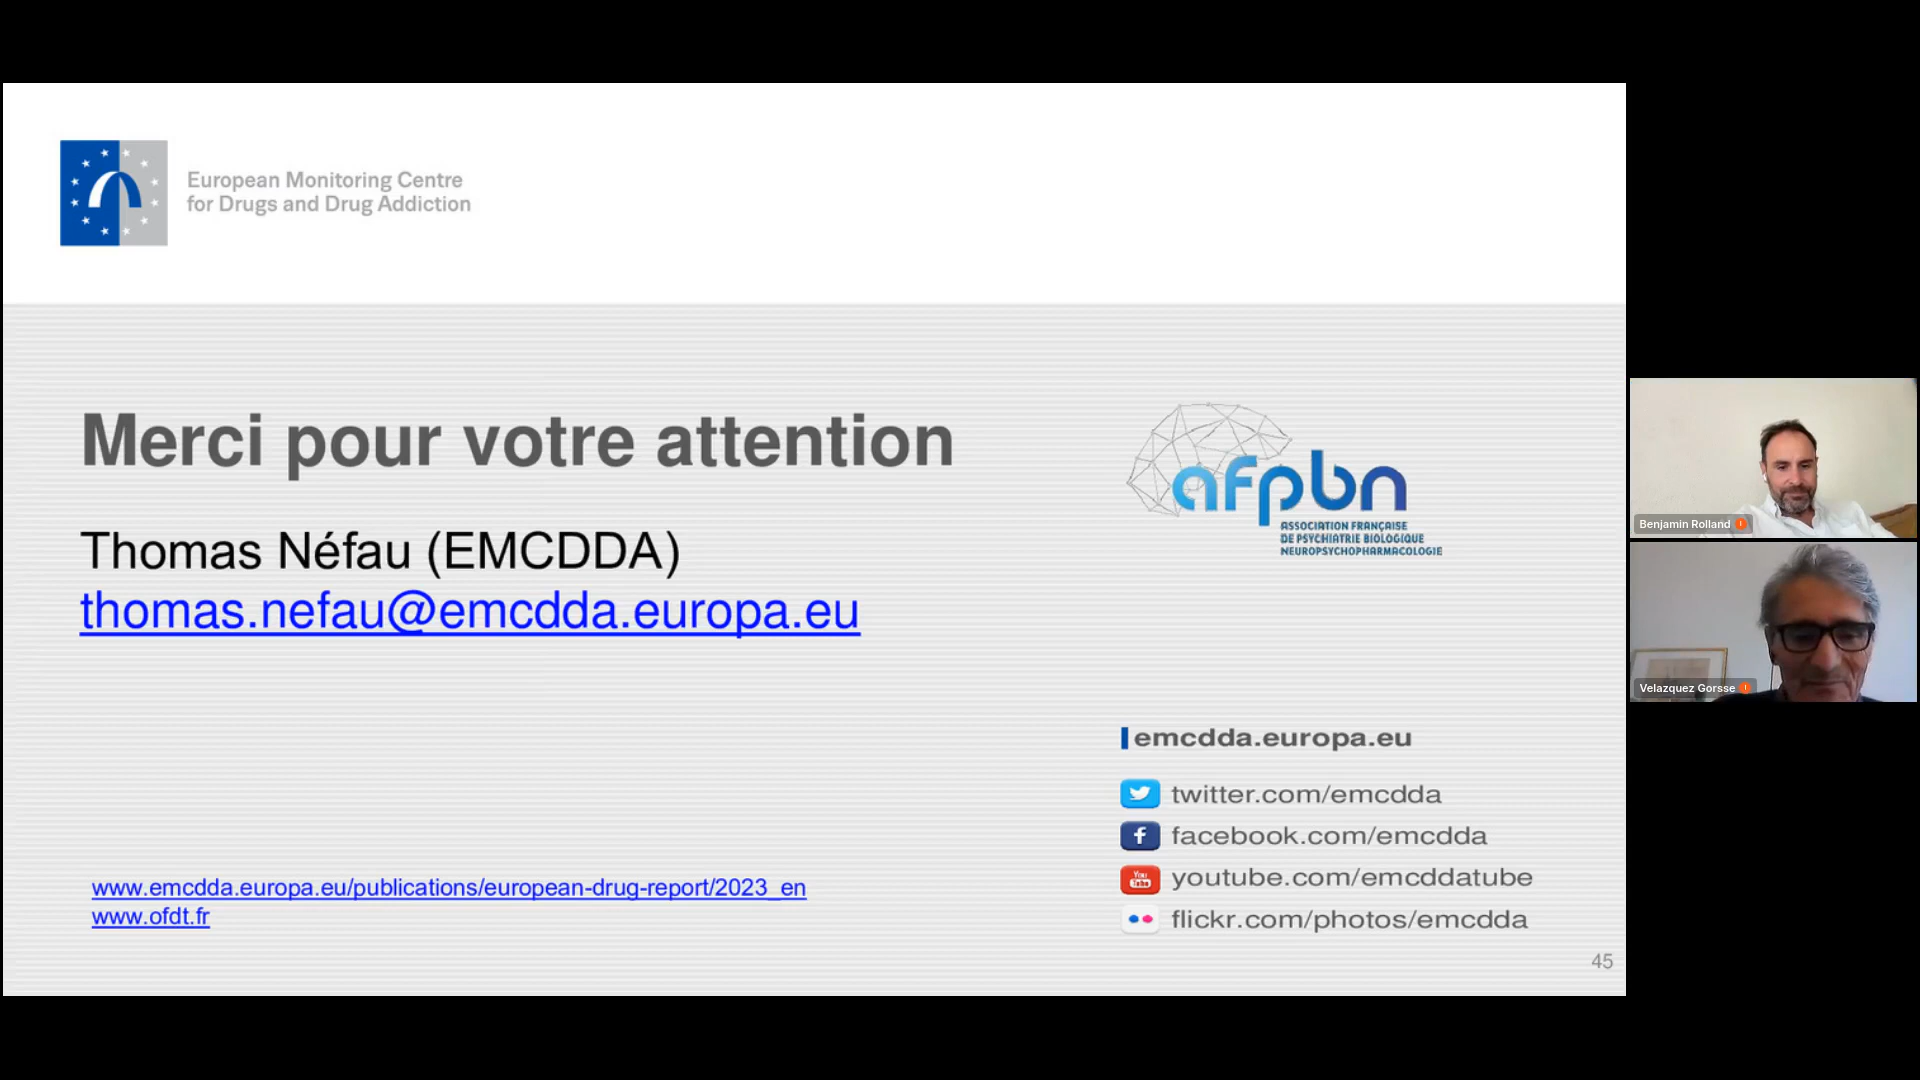 European Monitoring Centre
for Drugs and Drug Addiction
Merci pour votre attention
Thomas Néfau (EMCDDA)
thomas.nefau@emcdda.europa.eu
afpbn
ASSOCIATION FRANÇAISE
DE PSYCHIATRIE BIOLOGIQUE
NEUROPSYCHOPHARMACOLOGIE
emcdda.europa.eu
twitter.com/emcdda
facebook.com/emcdda
You Tube youtube.com/emcddatube
flickr.com/photos/emcdda
www.emcdda.europa.eu/publications/european-drug-report/2023_en
www.ofdt.fr
45
Benjamin Rolland
Velazquez Gorsse